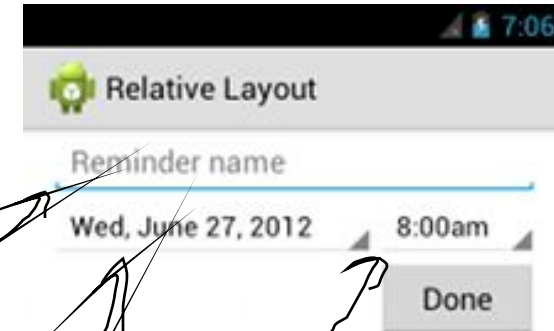 7:06
Relative Layout
Reminder name
Wed, June 27, 2012 8:00am
Done